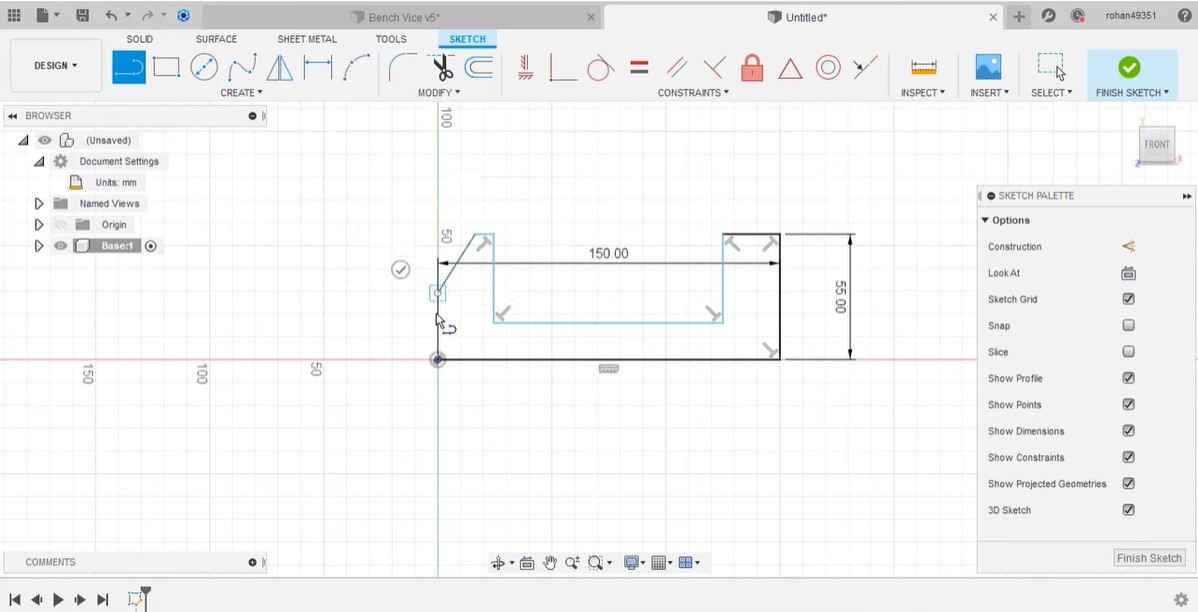 Bench Vice v5*
Untitled*
rohan49351
SOLID SURFACE SHEET METAL TOOLS SKETCH
DESIGN
CREATE MODIFY CONSTRAINTS INSPECT INSERT SELECT FINISH SKETCH
BROWSER
(Unsaved)
Document Settings
Units: mm
Named Views
Origin
Base:1
100
50
150.00
55.00
150
100
50
FRONT
Y
Z
X
SKETCH PALETTE
Options
Construction
Look At
Sketch Grid
Snap
Slice
Show Profile
Show Points
Show Dimensions
Show Constraints
Show Projected Geometries
3D Sketch
Finish Sketch
COMMENTS